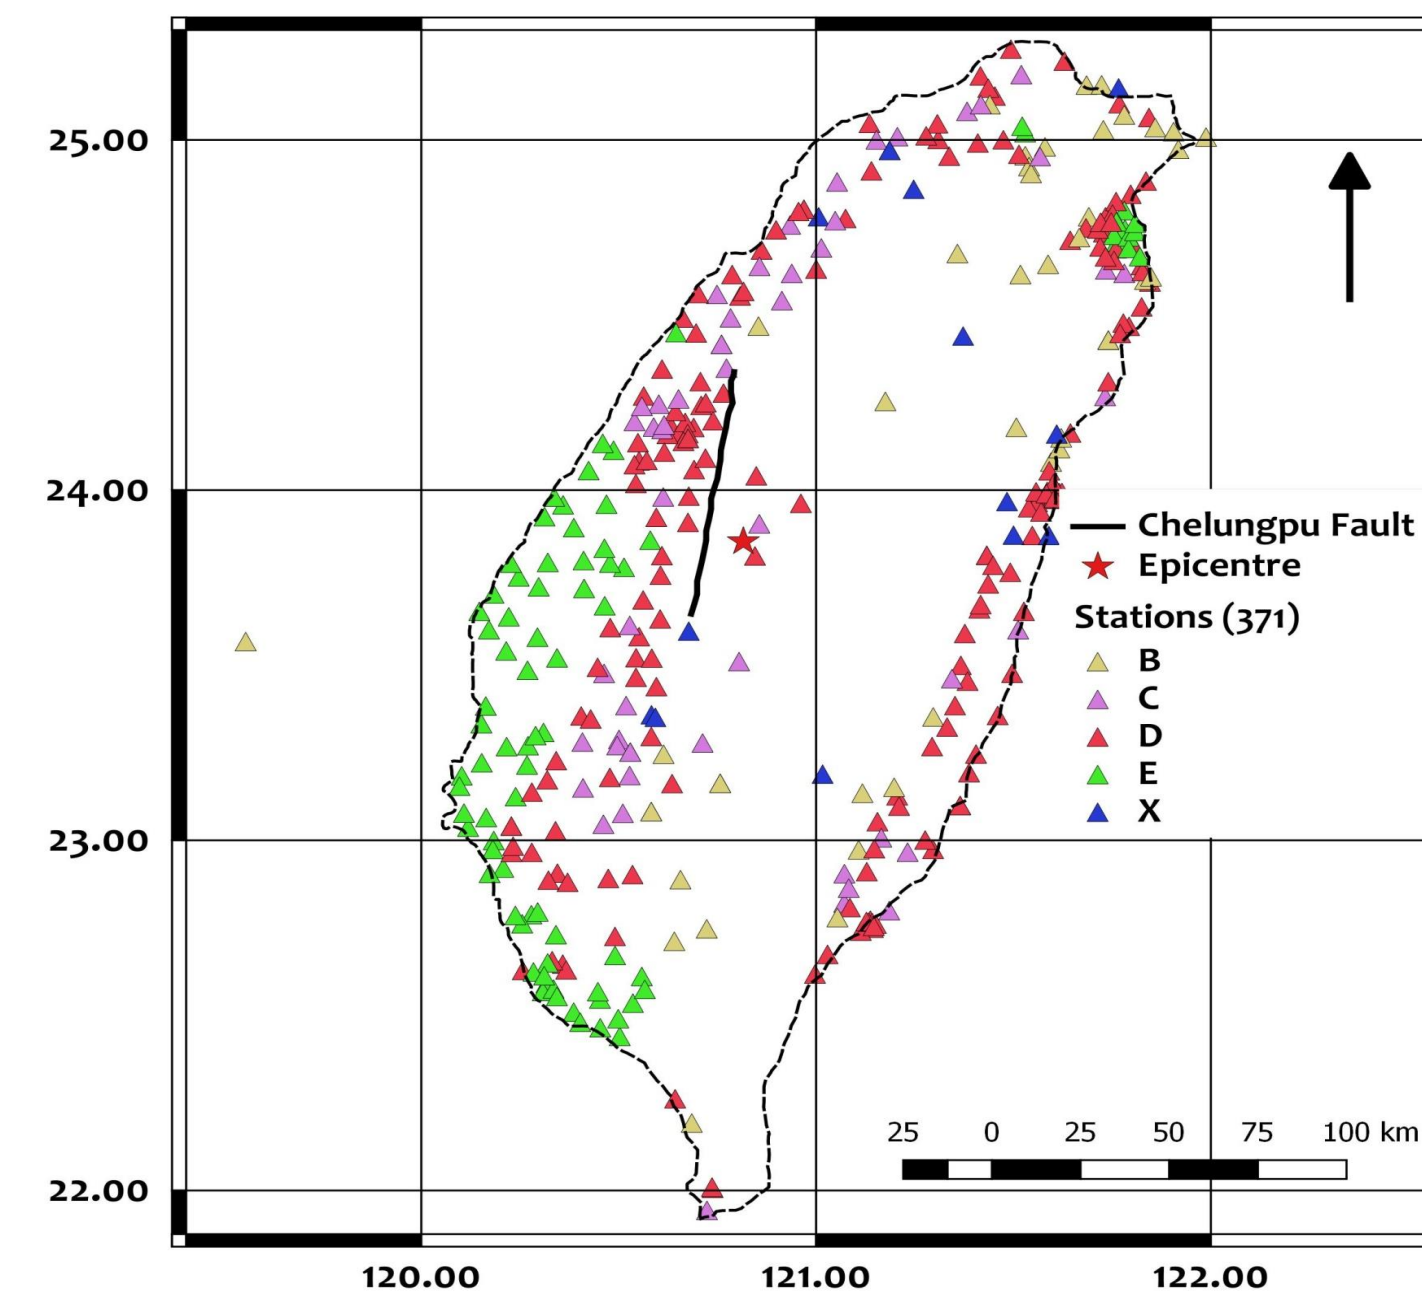 25.00
24.00
23.00
22.00
Chelungpu Fault
Epicentre
Stations (371)
B
C
D
E
X
25 0 25 50 75 100 km
120.00 121.00 122.00